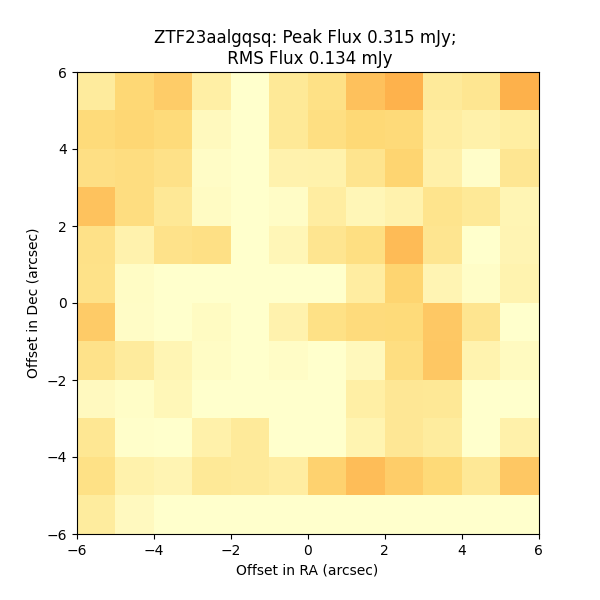 ZTF23aalgqsq: Peak Flux 0.315 mJy;
RMS Flux 0.134 mJy
6
4
2
0
−2
−4
−6
Offset in Dec (arcsec)
−6 −4 −2 0 2 4 6
Offset in RA (arcsec)